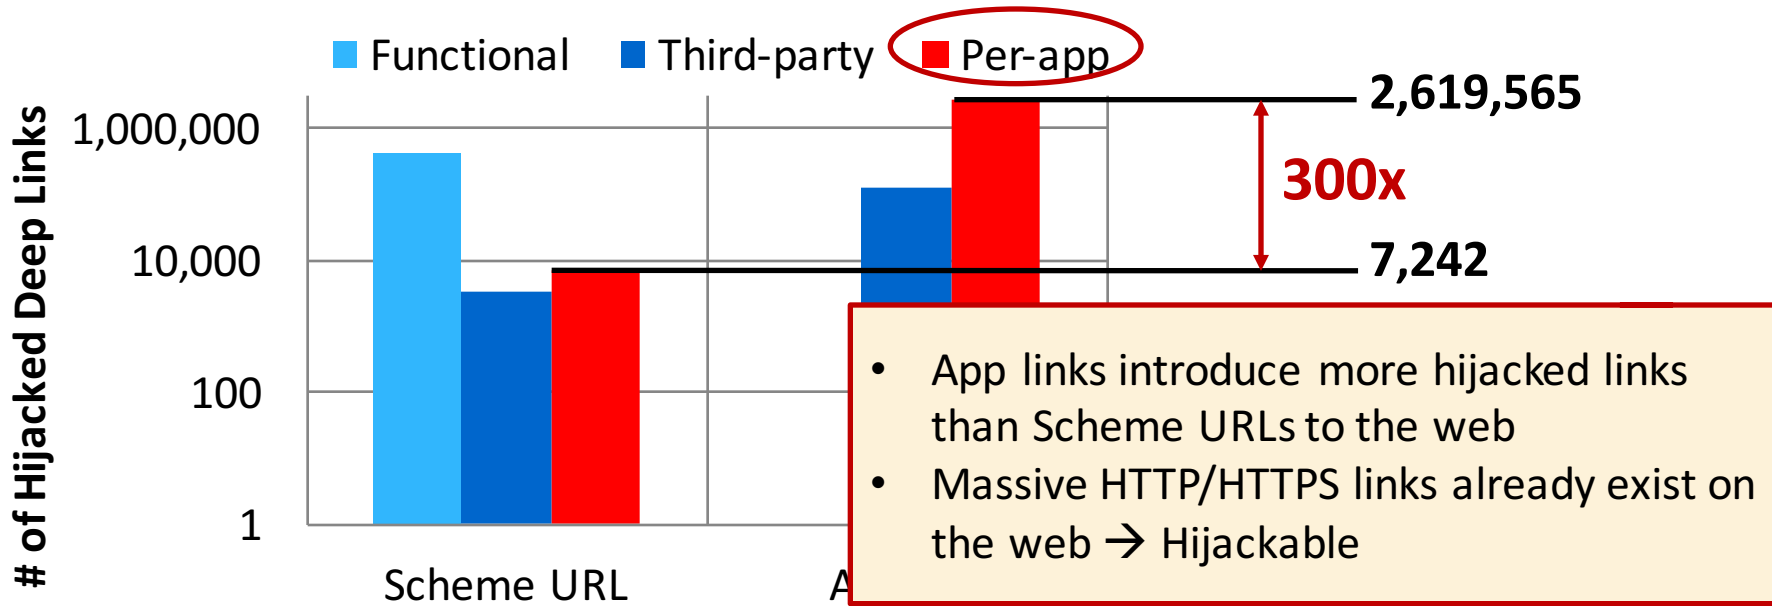 Functional
Third-party
Per-app
# of Hijacked Deep Links
1,000,000
10,000
100
1
2,619,565
300x
7,242
Scheme URL
• App links introduce more hijacked links
than Scheme URLs to the web
• Massive HTTP/HTTPS links already exist on
the web → Hijackable